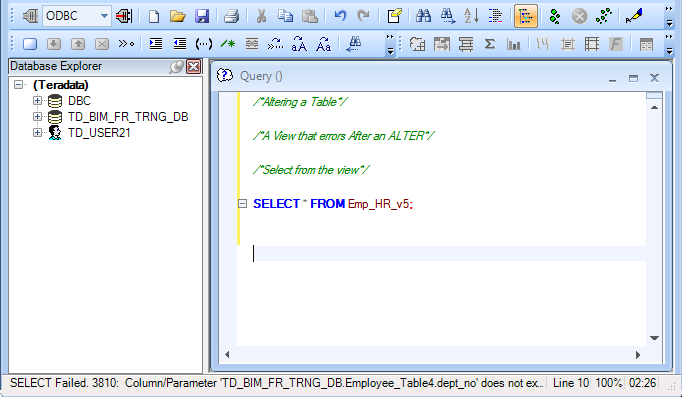 ODBC
Database Explorer
(Teradata)
DBC
TD_BIM_FR_TRNG_DB
TD_USER21
Query ()
/*Altering a Table*/
/*A View that errors After an ALTER*/
/*Select from the view*/
SELECT * FROM Emp_HR_v5;
SELECT Failed. 3810: Column/Parameter 'TD_BIM_FR_TRNG_DB.Employee_Table4.dept_no' does not ex.. Line 10 100% 02:26